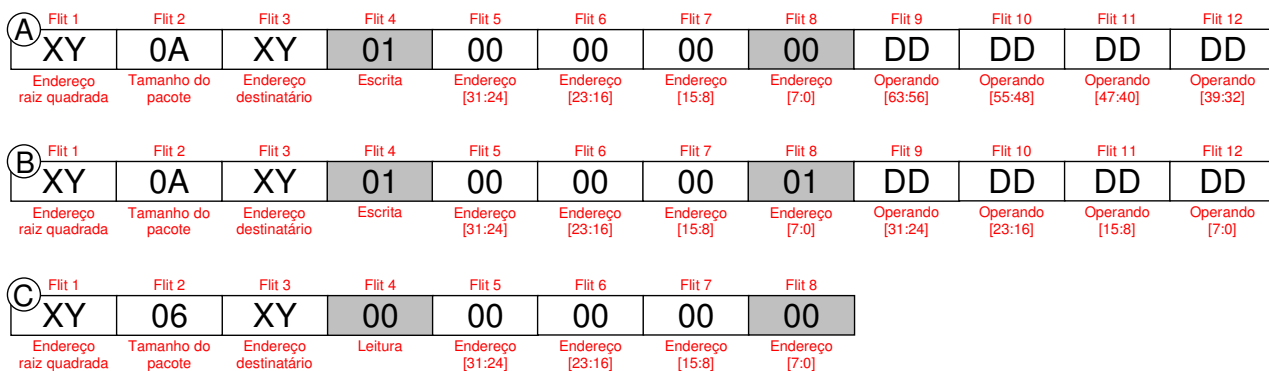 A
Flit 1 Flit 2 Flit 3 Flit 4 Flit 5 Flit 6 Flit 7 Flit 8 Flit 9 Flit 10 Flit 11 Flit 12
XY 0A XY 01 00 00 00 00 DD DD DD DD
Endereço Tamanho do Endereço Escrita Endereço Endereço Endereço Endereço Operando Operando Operando Operando
raiz quadrada pacote destinatário [31:24] [23:16] [15:8] [7:0] [63:56] [55:48] [47:40] [39:32]
B
Flit 1 Flit 2 Flit 3 Flit 4 Flit 5 Flit 6 Flit 7 Flit 8 Flit 9 Flit 10 Flit 11 Flit 12
XY 0A XY 01 00 00 00 01 DD DD DD DD
Endereço Tamanho do Endereço Escrita Endereço Endereço Endereço Endereço Operando Operando Operando Operando
raiz quadrada pacote destinatário [31:24] [23:16] [15:8] [7:0] [31:24] [23:16] [15:8] [7:0]
C
Flit 1 Flit 2 Flit 3 Flit 4 Flit 5 Flit 6 Flit 7 Flit 8
XY 06 XY 00 00 00 00 00
Endereço Tamanho do Endereço Leitura Endereço Endereço Endereço Endereço
raiz quadrada pacote destinatário [31:24] [23:16] [15:8] [7:0]